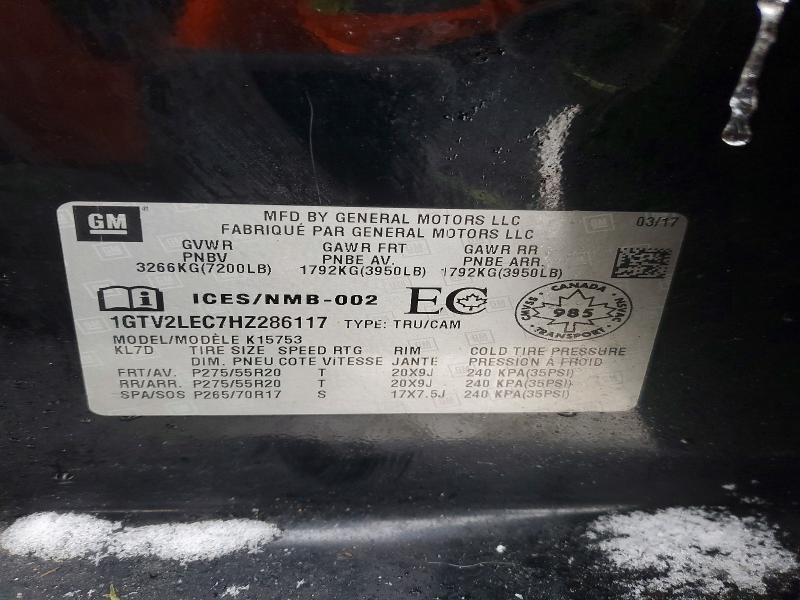 GM MFD BY GENERAL MOTORS LLC 03/17
FABRIQUÉ PAR GENERAL MOTORS LLC
GVWR GAWR FRT GAWR RR
PNBV PNBE AV. PNBE ARR.
3266KG(7200LB) 1792KG(3950LB) 1792KG(3950LB)
ICES/NMB-002 EC CANADA CMVSS 985 NSVAC TRANSPORT
1GTV2LEC7HZ286117 TYPE: TRU/CAM
MODEL/MODÈLE K15753
KL7D TIRE SIZE SPEED RTG RIM COLD TIRE PRESSURE
DIM. PNEU COTE VITESSE JANTE PRESSION À FROID
FRT/AV. P275/55R20 T 20X9J 240 KPA(35PSI)
RR/ARR. P275/55R20 T 20X9J 240 KPA(35PSI)
SPA/SOS P265/70R17 S 17X7.5J 240 KPA(35PSI)